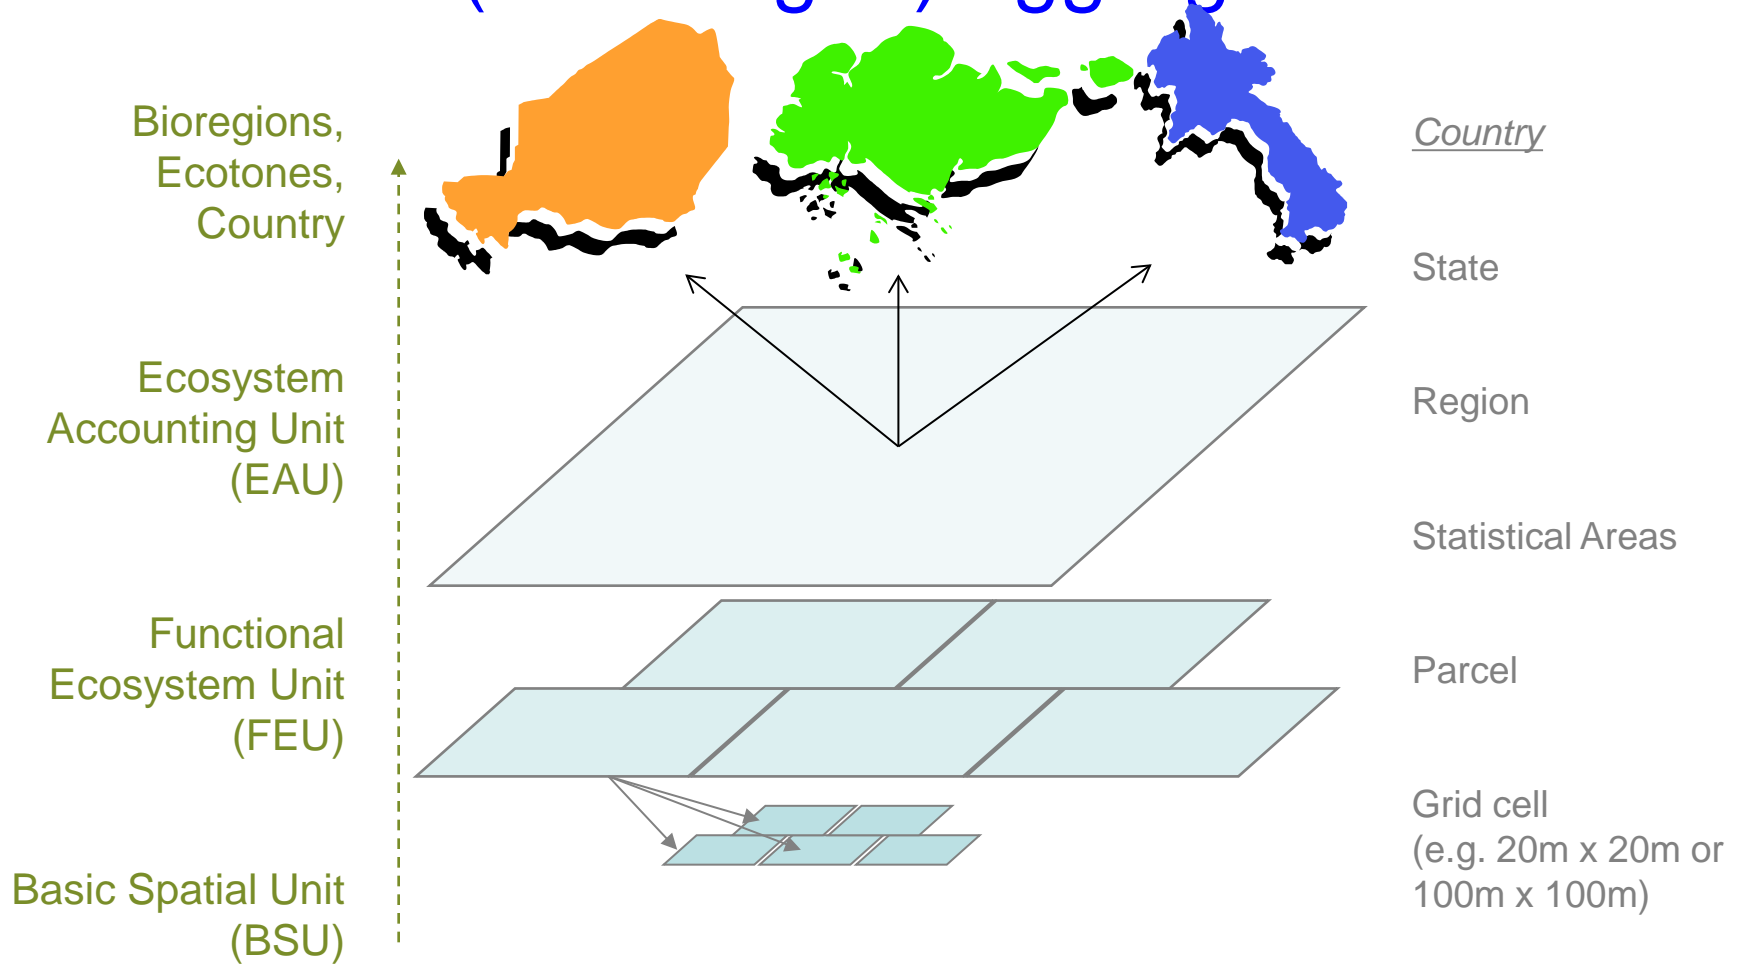 Bioregions,
Ecotones,
Country
Ecosystem
Accounting Unit
(EAU)
Functional
Ecosystem Unit
(FEU)
Basic Spatial Unit
(BSU)
Country
State
Region
Statistical Areas
Parcel
Grid cell
(e.g. 20m x 20m or
100m x 100m)